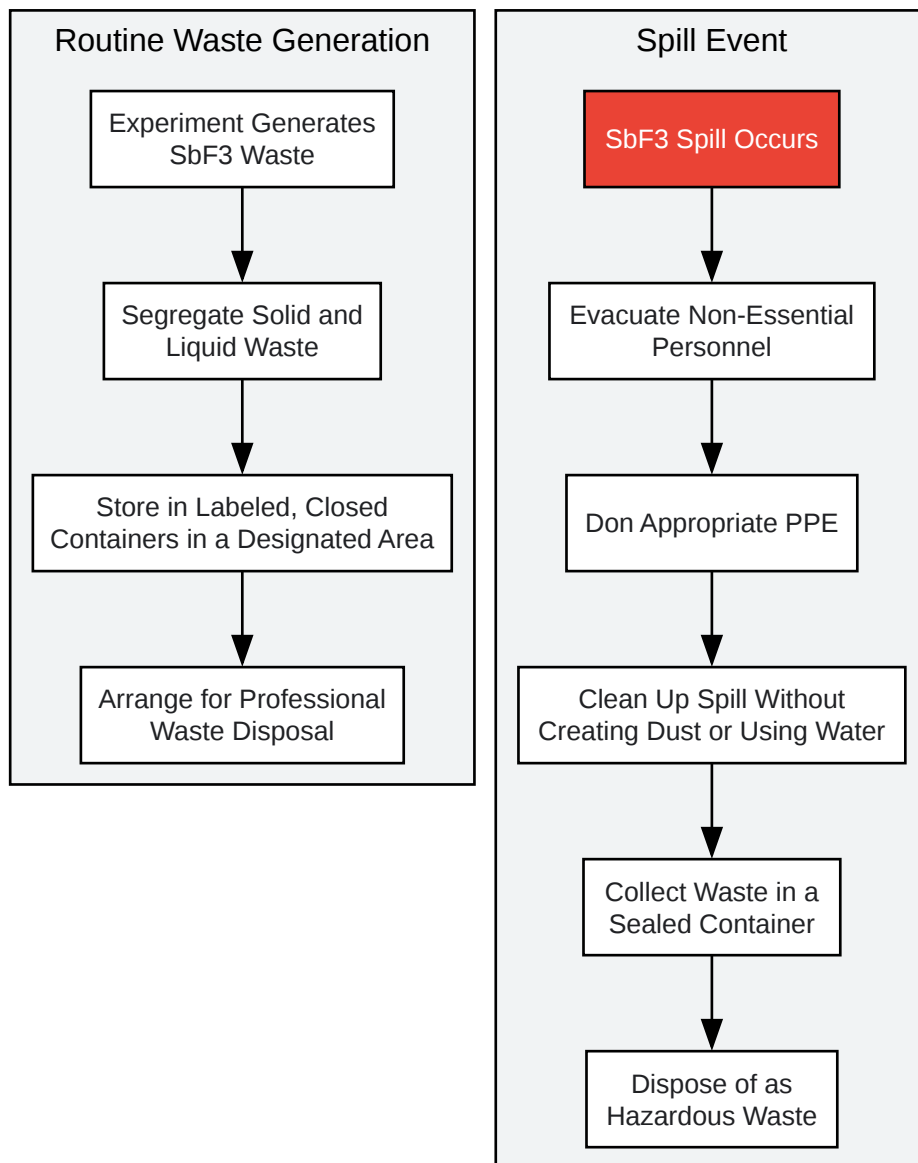 Routine Waste Generation
Experiment Generates
SbF3 Waste
Segregate Solid and
Liquid Waste
Store in Labeled, Closed
Containers in a Designated Area
Arrange for Professional
Waste Disposal
Spill Event
SbF3 Spill Occurs
Evacuate Non-Essential
Personnel
Don Appropriate PPE
Clean Up Spill Without
Creating Dust or Using Water
Collect Waste in a
Sealed Container
Dispose of as
Hazardous Waste